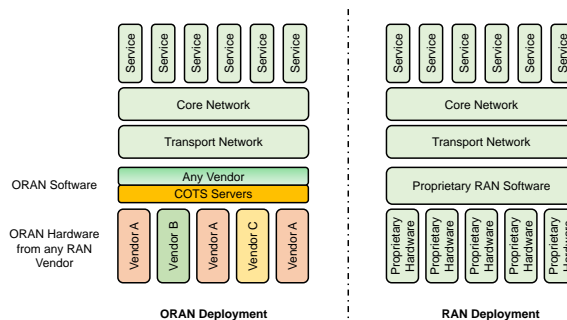 Service
Service
Service
Service
Service
Service
Service
Service
Service
Service
Service
Service
Core Network
Core Network
Transport Network
Transport Network
ORAN Software
Any Vendor
COTS Servers
Proprietary RAN Software
ORAN Hardware
from any RAN
Vendor
Vendor A
Vendor B
Vendor A
Vendor C
Vendor A
Proprietary
Hardware
Proprietary
Hardware
Proprietary
Hardware
Proprietary
Hardware
Proprietary
Hardware
ORAN Deployment
RAN Deployment